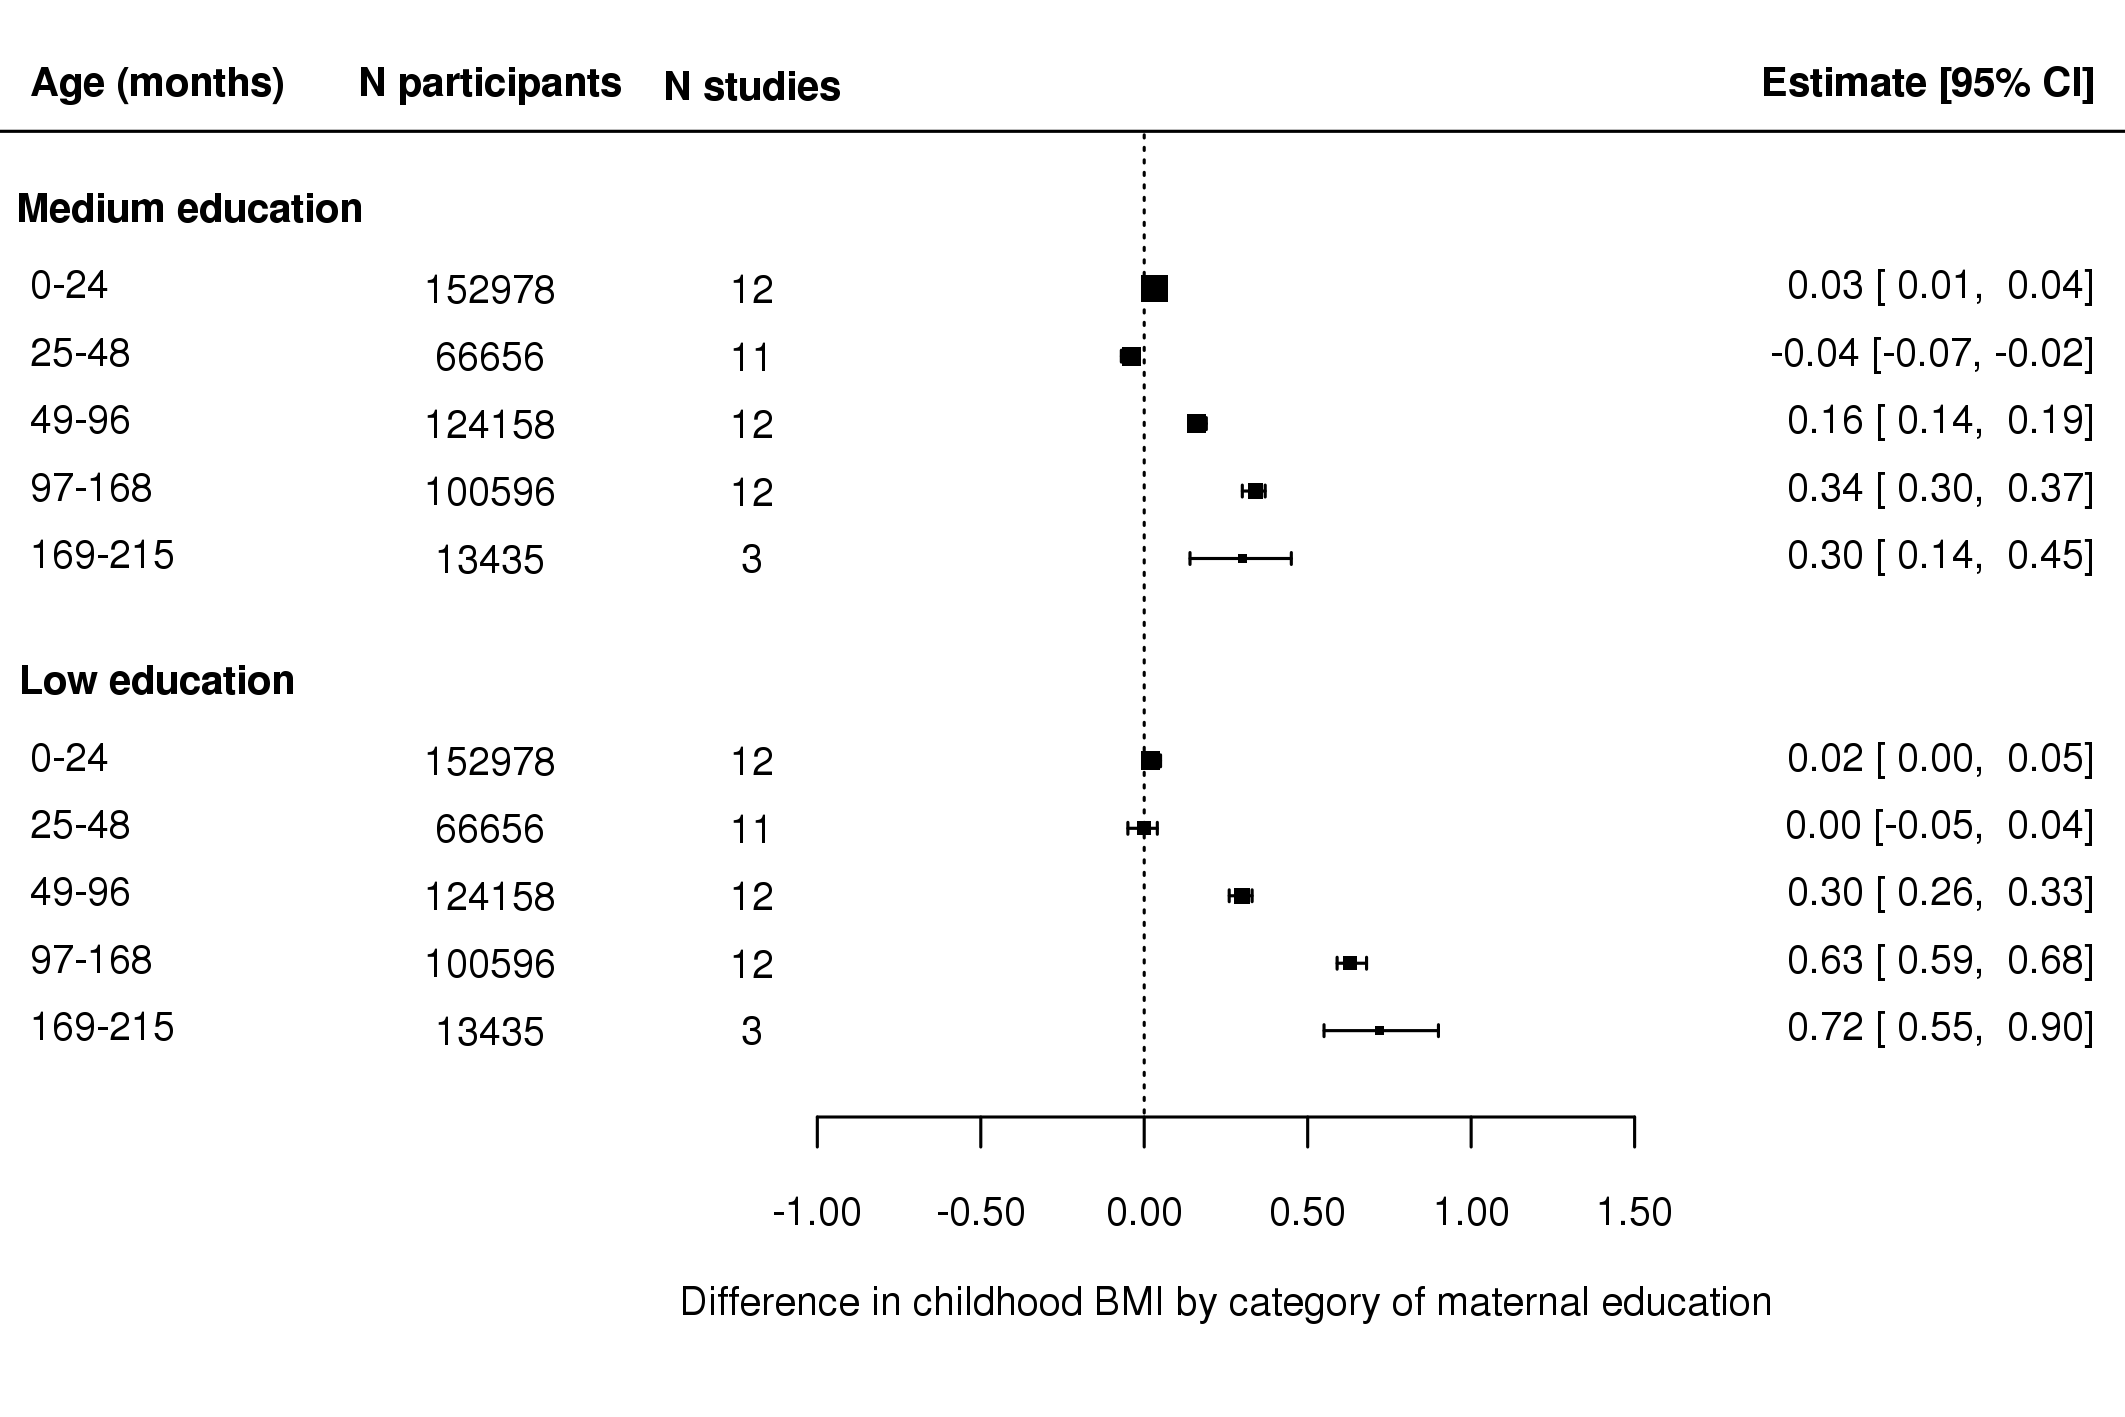 Age (months) N participants N studies Estimate [95% CI]
Medium education
0-24 152978 12 0.03 [ 0.01, 0.04]
25-48 66656 11 -0.04 [-0.07, -0.02]
49-96 124158 12 0.16 [ 0.14, 0.19]
97-168 100596 12 0.34 [ 0.30, 0.37]
169-215 13435 3 0.30 [ 0.14, 0.45]
Low education
0-24 152978 12 0.02 [ 0.00, 0.05]
25-48 66656 11 0.00 [-0.05, 0.04]
49-96 124158 12 0.30 [ 0.26, 0.33]
97-168 100596 12 0.63 [ 0.59, 0.68]
169-215 13435 3 0.72 [ 0.55, 0.90]
-1.00 -0.50 0.00 0.50 1.00 1.50
Difference in childhood BMI by category of maternal education